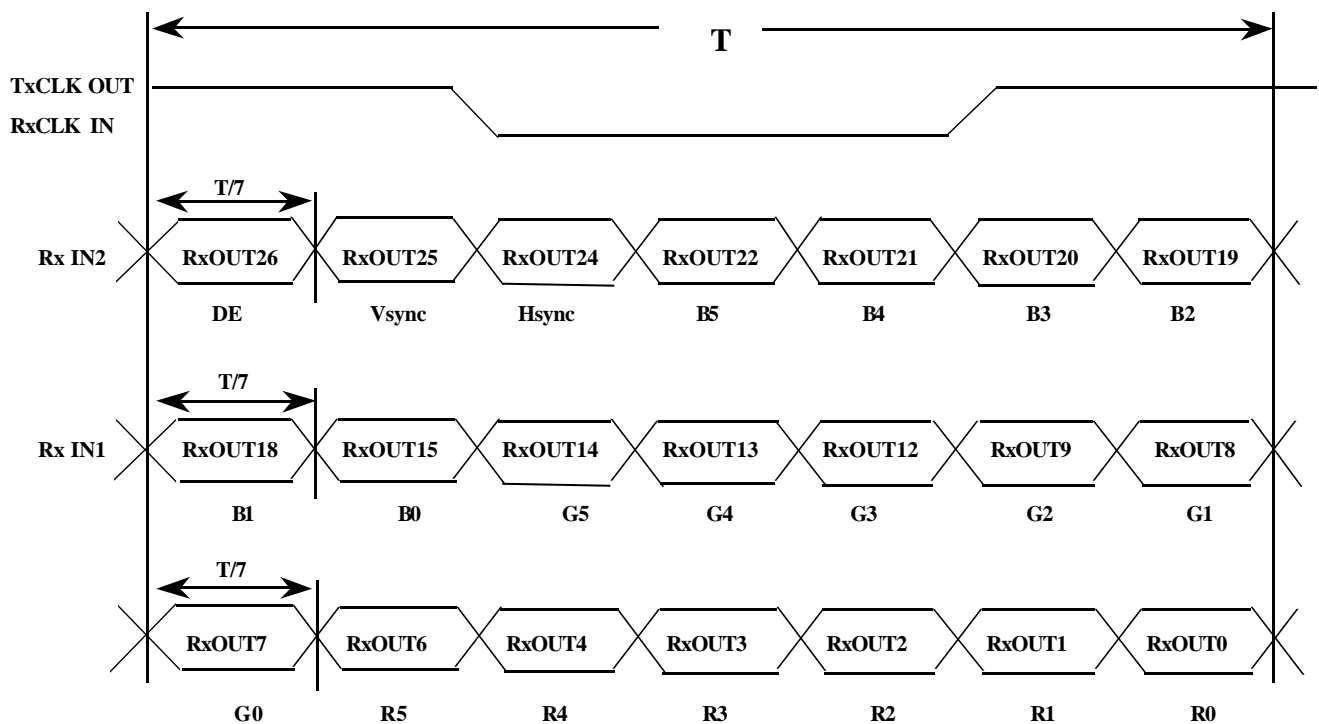 T
TxCLK OUT
RxCLK IN
T/7
Rx IN2 RxOUT26 RxOUT25 RxOUT24 RxOUT22 RxOUT21 RxOUT20 RxOUT19
DE Vsync Hsync B5 B4 B3 B2
T/7
Rx IN1 RxOUT18 RxOUT15 RxOUT14 RxOUT13 RxOUT12 RxOUT9 RxOUT8
B1 B0 G5 G4 G3 G2 G1
T/7
RxOUT7 RxOUT6 RxOUT4 RxOUT3 RxOUT2 RxOUT1 RxOUT0
G0 R5 R4 R3 R2 R1 R0